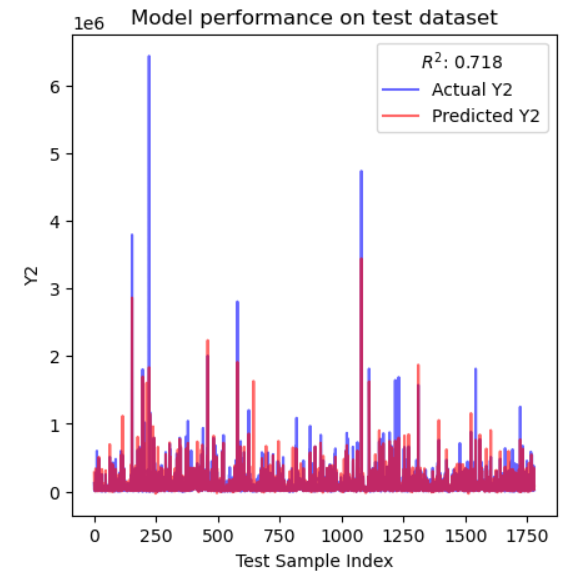 Model performance on test dataset
1e6
R²: 0.718
Actual Y2
Predicted Y2
6
5
4
3
2
1
0
Y2
0 250 500 750 1000 1250 1500 1750
Test Sample Index